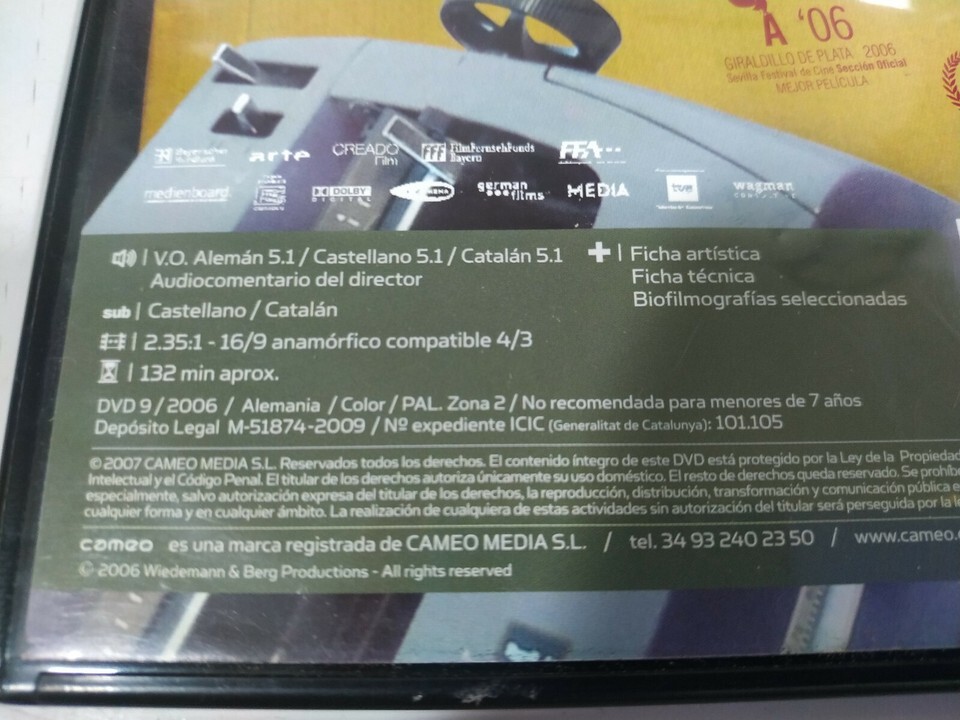 A '06
GIRALDILLO DE PLATA 2006
Sevilla Festival de Cine Sección Oficial
MEJOR PELÍCULA
arte CREADO Film fff FilmFernsehFonds Bayern FFA
medienboard DOLBY DIGITAL german films MEDIA tve wagman
V.O. Alemán 5.1 / Castellano 5.1 / Catalán 5.1
Audiocomentario del director
sub | Castellano / Catalán
2.35:1 - 16/9 anamórfico compatible 4/3
132 min aprox.
+ | Ficha artística
Ficha técnica
Biofilmografías seleccionadas
DVD 9 / 2006 / Alemania / Color / PAL. Zona 2 / No recomendada para menores de 7 años
Depósito Legal M-51874-2009 / Nº expediente ICIC (Generalitat de Catalunya): 101.105
© 2007 CAMEO MEDIA S.L. Reservados todos los derechos. El contenido íntegro de este DVD está protegido por la Ley de la Propiedad
Intelectual y el Código Penal. El titular de los derechos autoriza únicamente su uso doméstico. El resto de derechos queda reservado. Se prohíbe
especialmente, salvo autorización expresa del titular de los derechos, la reproducción, distribución, transformación y comunicación pública e
cualquier forma y en cualquier ámbito. La realización de cualquiera de estas actividades sin autorización del titular será perseguida por la
cameo es una marca registrada de CAMEO MEDIA S.L. / tel. 34 93 240 23 50 / www.cameo.
© 2006 Wiedemann & Berg Productions - All rights reserved